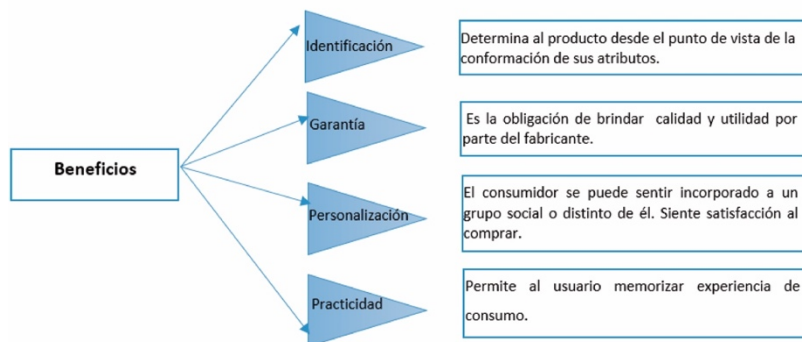 Beneficios
Identificación
Determina al producto desde el punto de vista de la
conformación de sus atributos.
Garantía
Es la obligación de brindar calidad y utilidad por
parte del fabricante.
Personalización
El consumidor se puede sentir incorporado a un
grupo social o distinto de él. Siente satisfacción al
comprar.
Practicidad
Permite al usuario memorizar experiencia de
consumo.